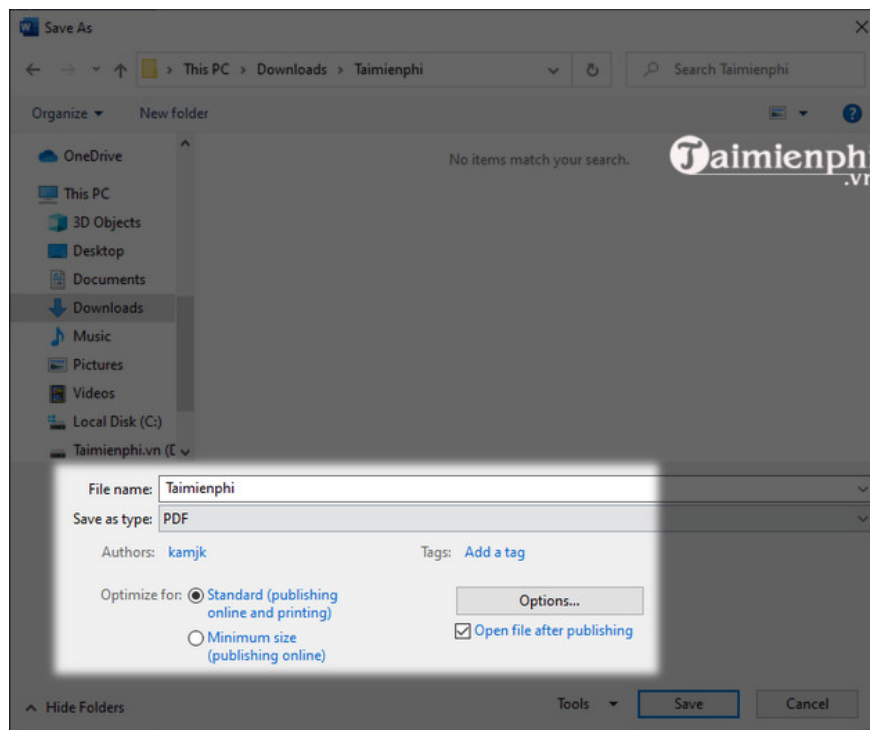 Save As
This PC > Downloads > Taimienphi
Search Taimienphi
Organize
New folder
OneDrive
No items match your search.
Taimienphi
.vn
This PC
3D Objects
Desktop
Documents
Downloads
Music
Pictures
Videos
Local Disk (C:)
Taimienphi.vn (D
File name: Taimienphi
Save as type: PDF
Authors: kamjk
Tags: Add a tag
Optimize for: Standard (publishing
online and printing)
Minimum size
(publishing online)
Options...
Open file after publishing
Hide Folders
Tools
Save
Cancel